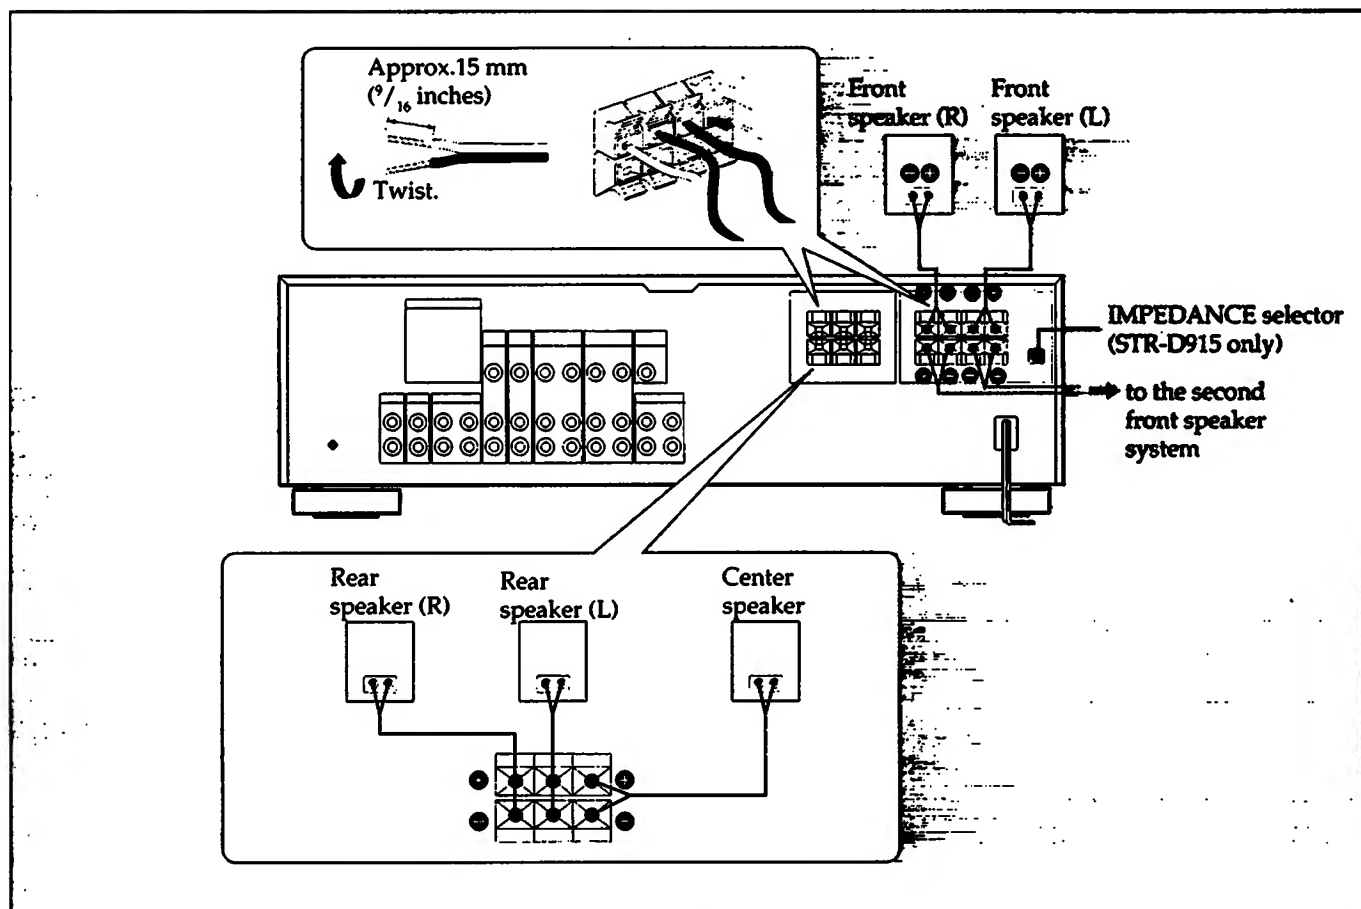 Approx.15 mm
(9/16 inches)
Twist.
Front
speaker (R)
Front
speaker (L)
IMPEDANCE selector
(STR-D915 only)
to the second
front speaker
system
Rear
speaker (R)
Rear
speaker (L)
Center
speaker